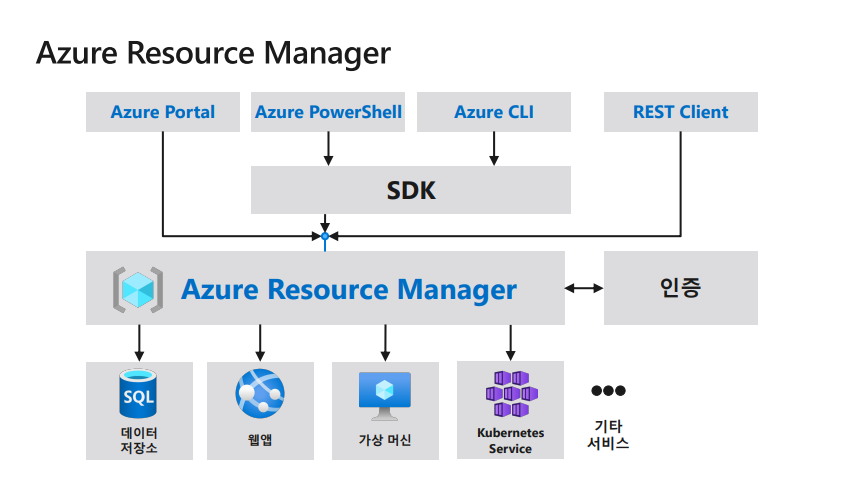 Azure Resource Manager
Azure Portal
Azure PowerShell
Azure CLI
REST Client
SDK
Azure Resource Manager
인증
SQL
데이터
저장소
웹앱
가상 머신
Kubernetes
Service
기타
서비스